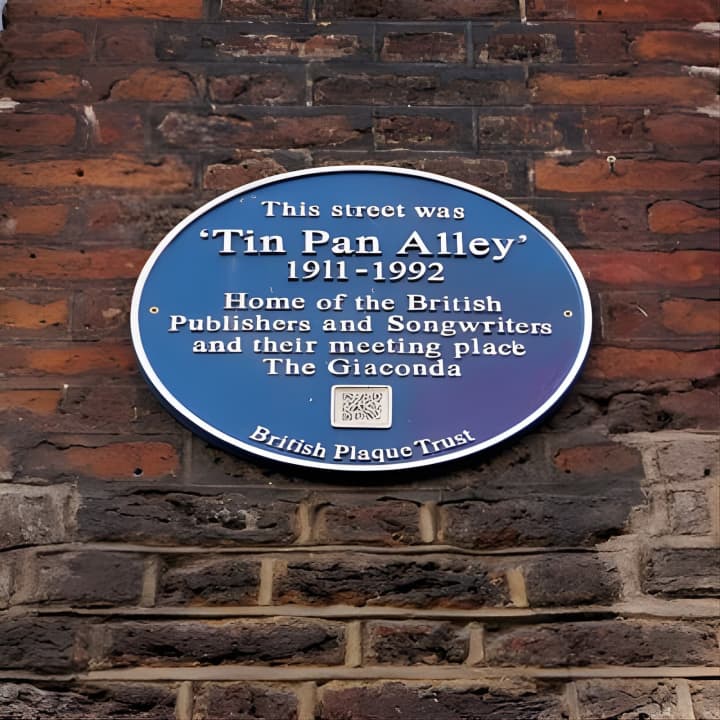 This street was
‘Tin Pan Alley’
1911-1992
Home of the British
Publishers and Songwriters
and their meeting place
The Giaconda
British Plaque Trust